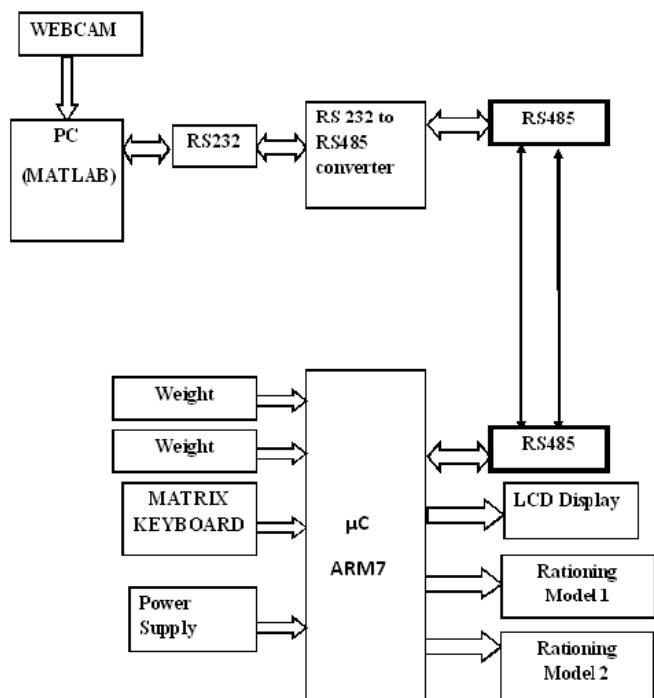 WEBCAM
PC
(MATLAB)
RS232
RS 232 to
RS485
converter
RS485
Weight
Weight
MATRIX
KEYBOARD
Power
Supply
µC
ARM7
RS485
LCD Display
Rationing
Model 1
Rationing
Model 2